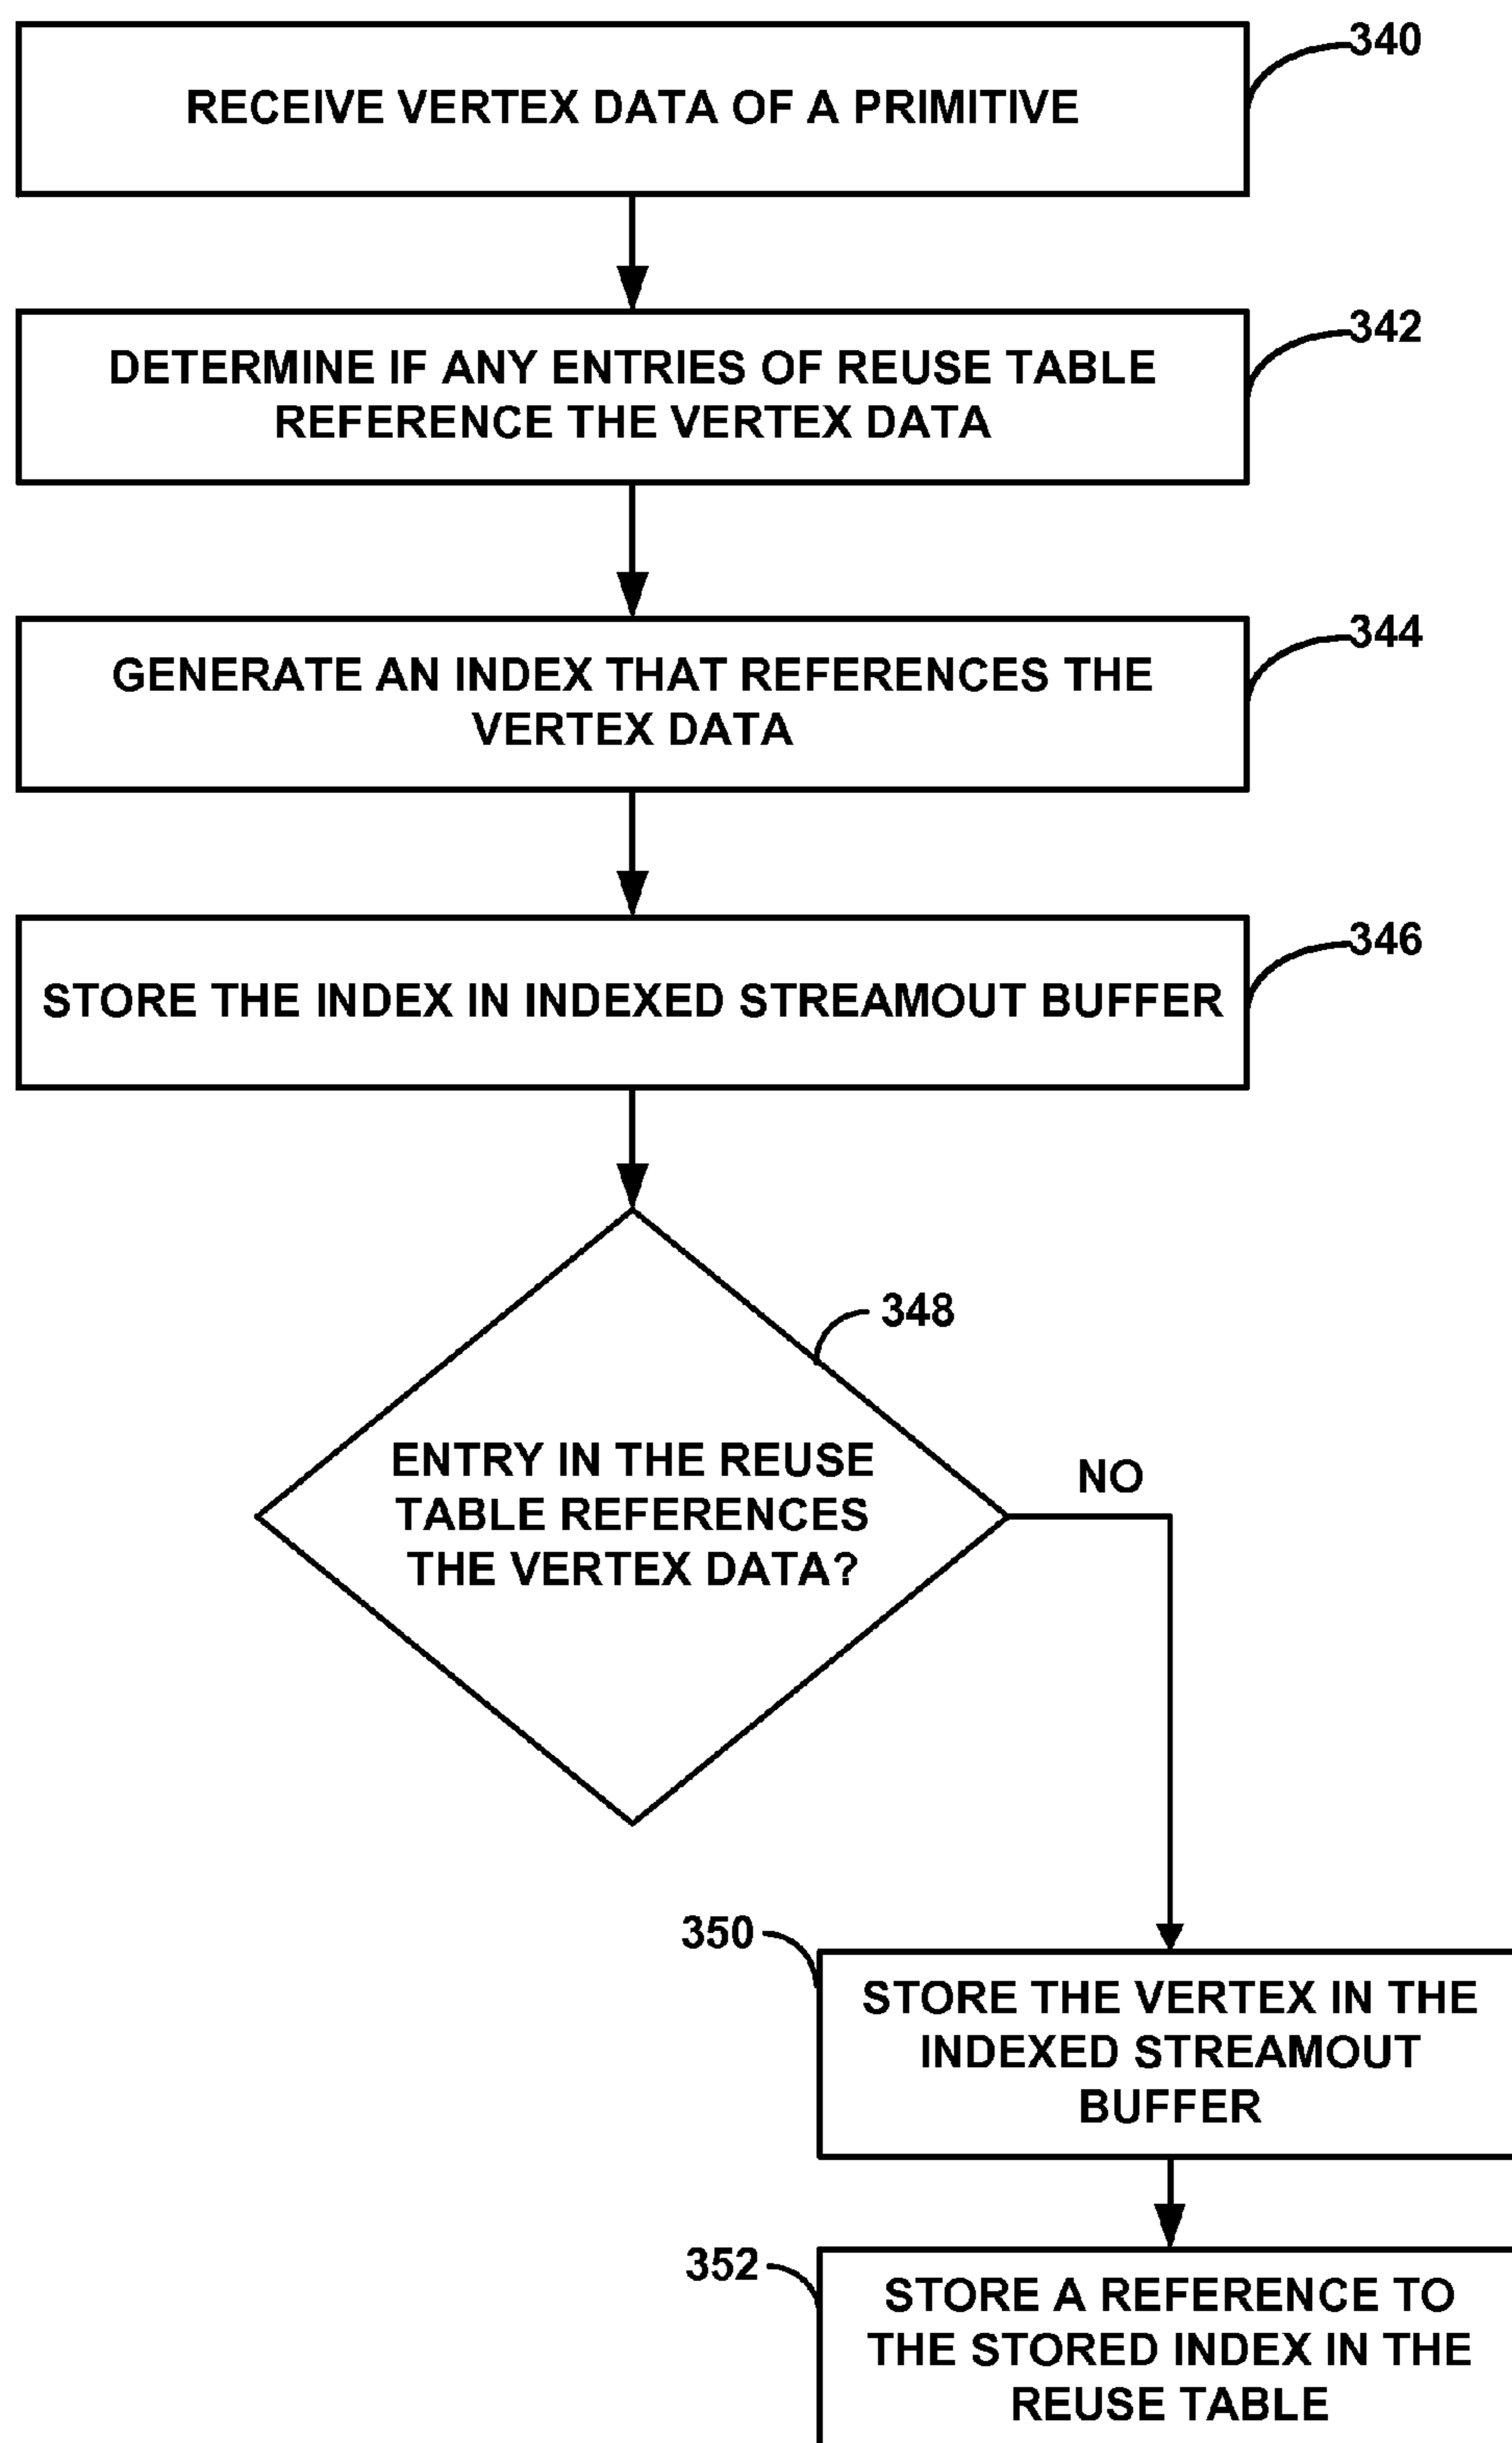 340
RECEIVE VERTEX DATA OF A PRIMITIVE
342
DETERMINE IF ANY ENTRIES OF REUSE TABLE
REFERENCE THE VERTEX DATA
344
GENERATE AN INDEX THAT REFERENCES THE
VERTEX DATA
346
STORE THE INDEX IN INDEXED STREAMOUT BUFFER
348
ENTRY IN THE REUSE
TABLE REFERENCES
THE VERTEX DATA?
NO
350
STORE THE VERTEX IN THE
INDEXED STREAMOUT
BUFFER
352
STORE A REFERENCE TO
THE STORED INDEX IN THE
REUSE TABLE